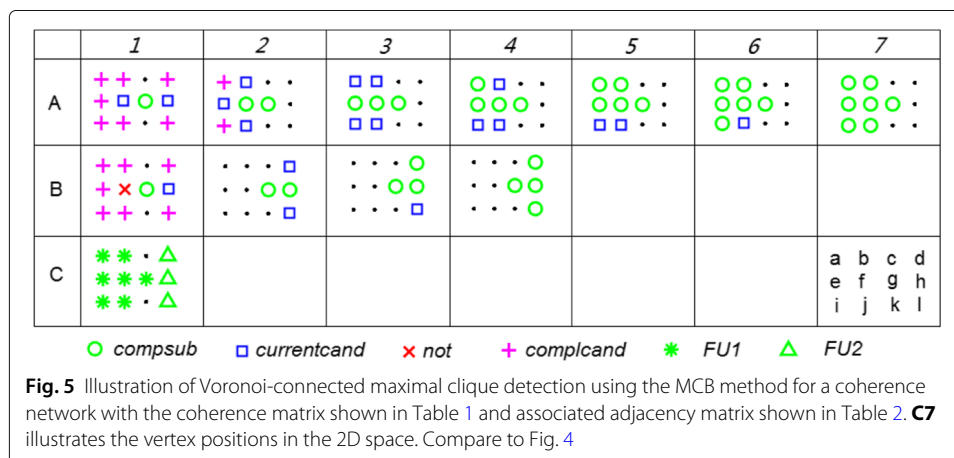 1 2 3 4 5 6 7
A
B
C
a b c d
e f g h
i j k l
compsub currentcand not complcand FU1 FU2
Fig. 5 Illustration of Voronoi-connected maximal clique detection using the MCB method for a coherence
network with the coherence matrix shown in Table 1 and associated adjacency matrix shown in Table 2. C7
illustrates the vertex positions in the 2D space. Compare to Fig. 4